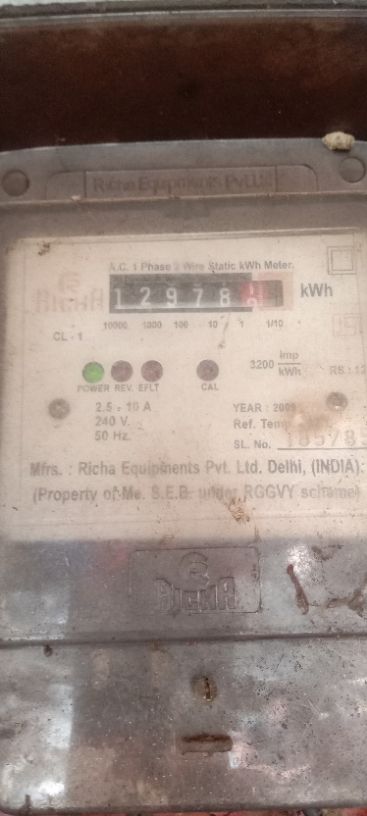 Richa Equipments Pvt.Ltd
A.C. 1 Phase 2 Wire Static kWh Meter.
RICHA
129788 kWh
10000 1000 100 10 1 1/10
CL - 1
3200 imp/kWh
POWER REV. EFLT CAL
2.5 - 10 A
240 V.
50 Hz.
YEAR :
Ref. Temp
SL. No.
Mfrs. : Richa Equipments Pvt. Ltd. Delhi, (INDIA)
(Property of Me. S.E.B. under RGGVY scheme)
RICHA